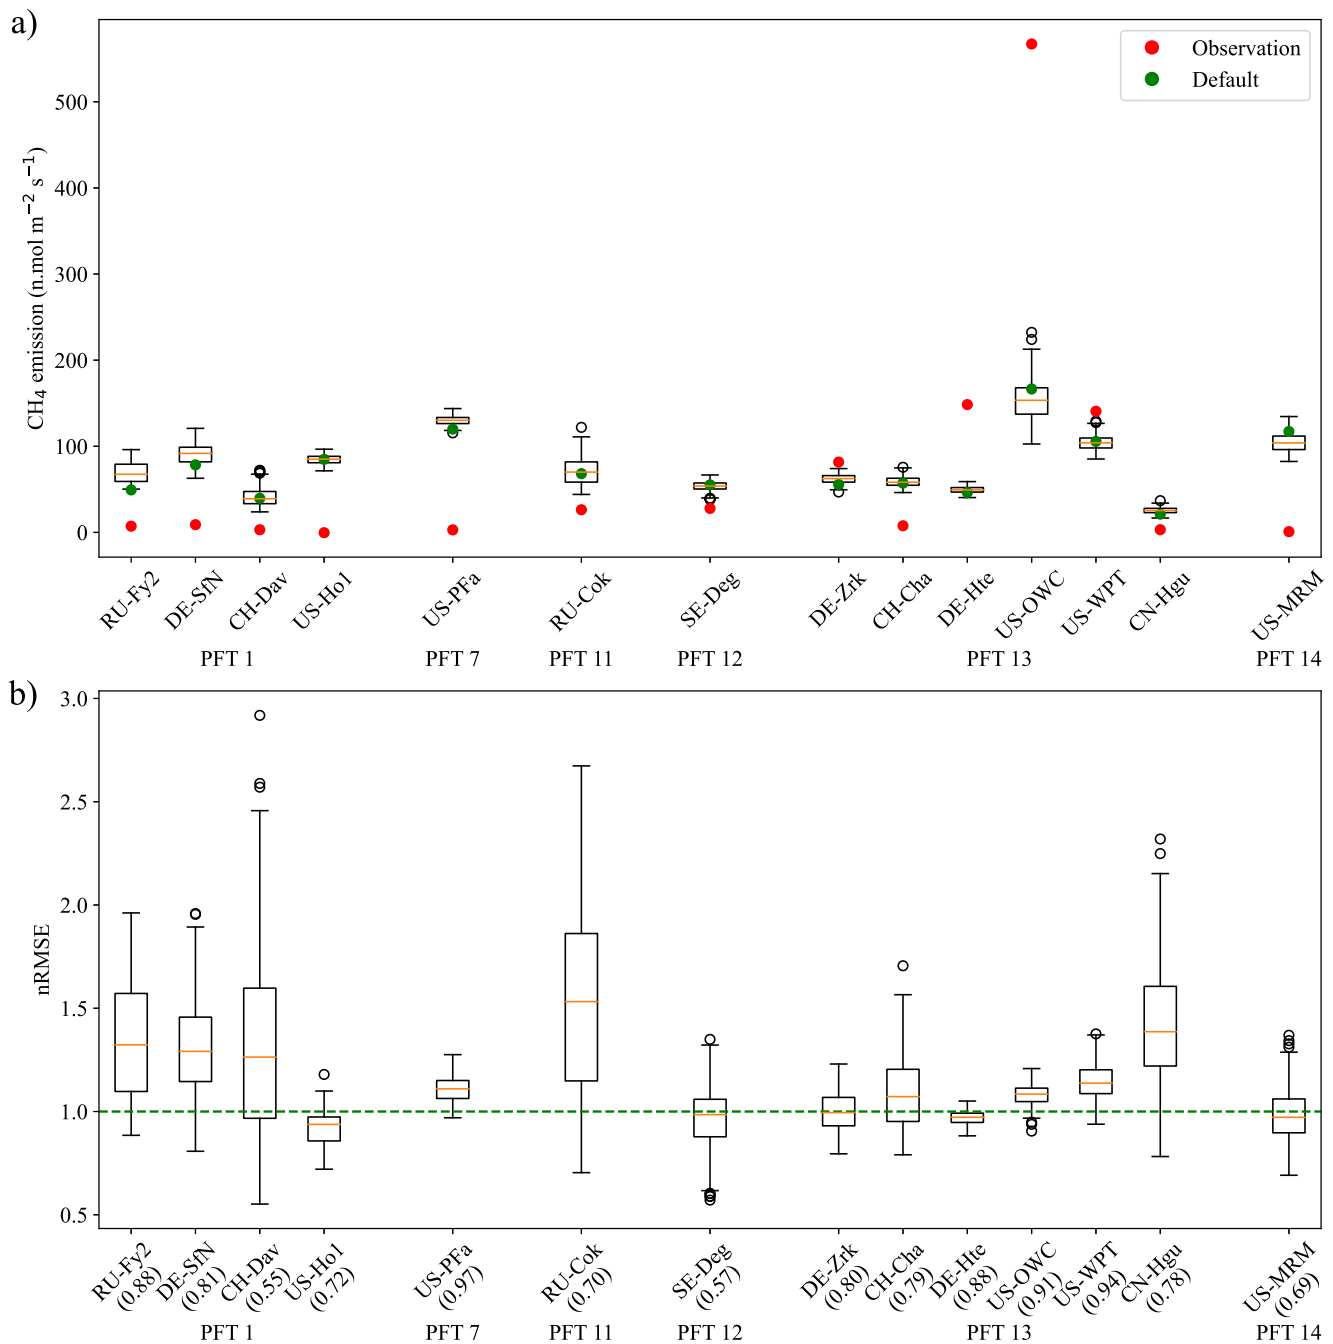 a)
Observation
Default
CH₄ emission (n.mol m⁻² s⁻¹)
500
400
300
200
100
0
RU-Fy2
DE-SfN
CH-Dav
US-Ho1
US-PFa
RU-Cok
SE-Deg
DE-Zrk
CH-Cha
DE-Hte
US-OWC
US-WPT
CN-Hgu
US-MRM
PFT 1
PFT 7
PFT 11
PFT 12
PFT 13
PFT 14
b)
nRMSE
3.0
2.5
2.0
1.5
1.0
0.5
RU-Fy2
(0.88)
DE-SfN
(0.81)
CH-Dav
(0.55)
US-Ho1
(0.72)
US-PFa
(0.97)
RU-Cok
(0.70)
SE-Deg
(0.57)
DE-Zrk
(0.80)
CH-Cha
(0.79)
DE-Hte
(0.88)
US-OWC
(0.91)
US-WPT
(0.94)
CN-Hgu
(0.78)
US-MRM
(0.69)
PFT 1
PFT 7
PFT 11
PFT 12
PFT 13
PFT 14